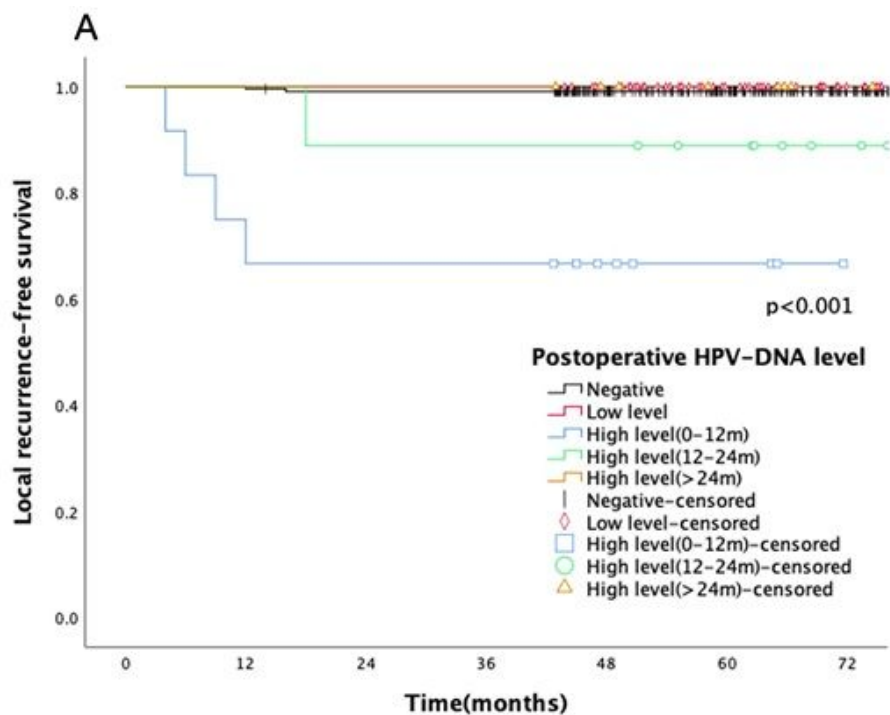 A
1.0
0.8
0.6
0.4
0.2
0.0
Local recurrence-free survival
p<0.001
Postoperative HPV-DNA level
Negative
Low level
High level(0-12m)
High level(12-24m)
High level(>24m)
Negative-censored
Low level-censored
High level(0-12m)-censored
High level(12-24m)-censored
High level(>24m)-censored
0 12 24 36 48 60 72
Time(months)